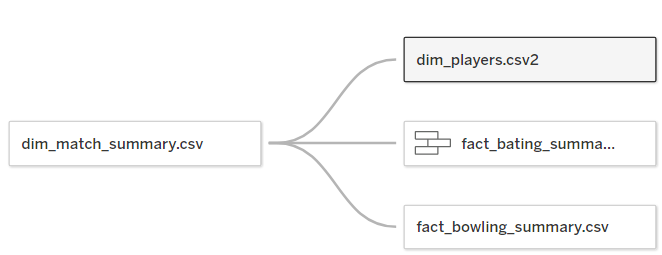 dim_players.csv2
dim_match_summary.csv
fact_bating_summa...
fact_bowling_summary.csv